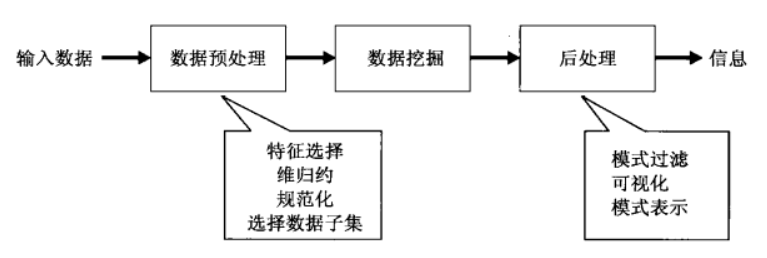 输入数据
数据预处理
数据挖掘
后处理
信息
特征选择
维归约
规范化
选择数据子集
模式过滤
可视化
模式表示